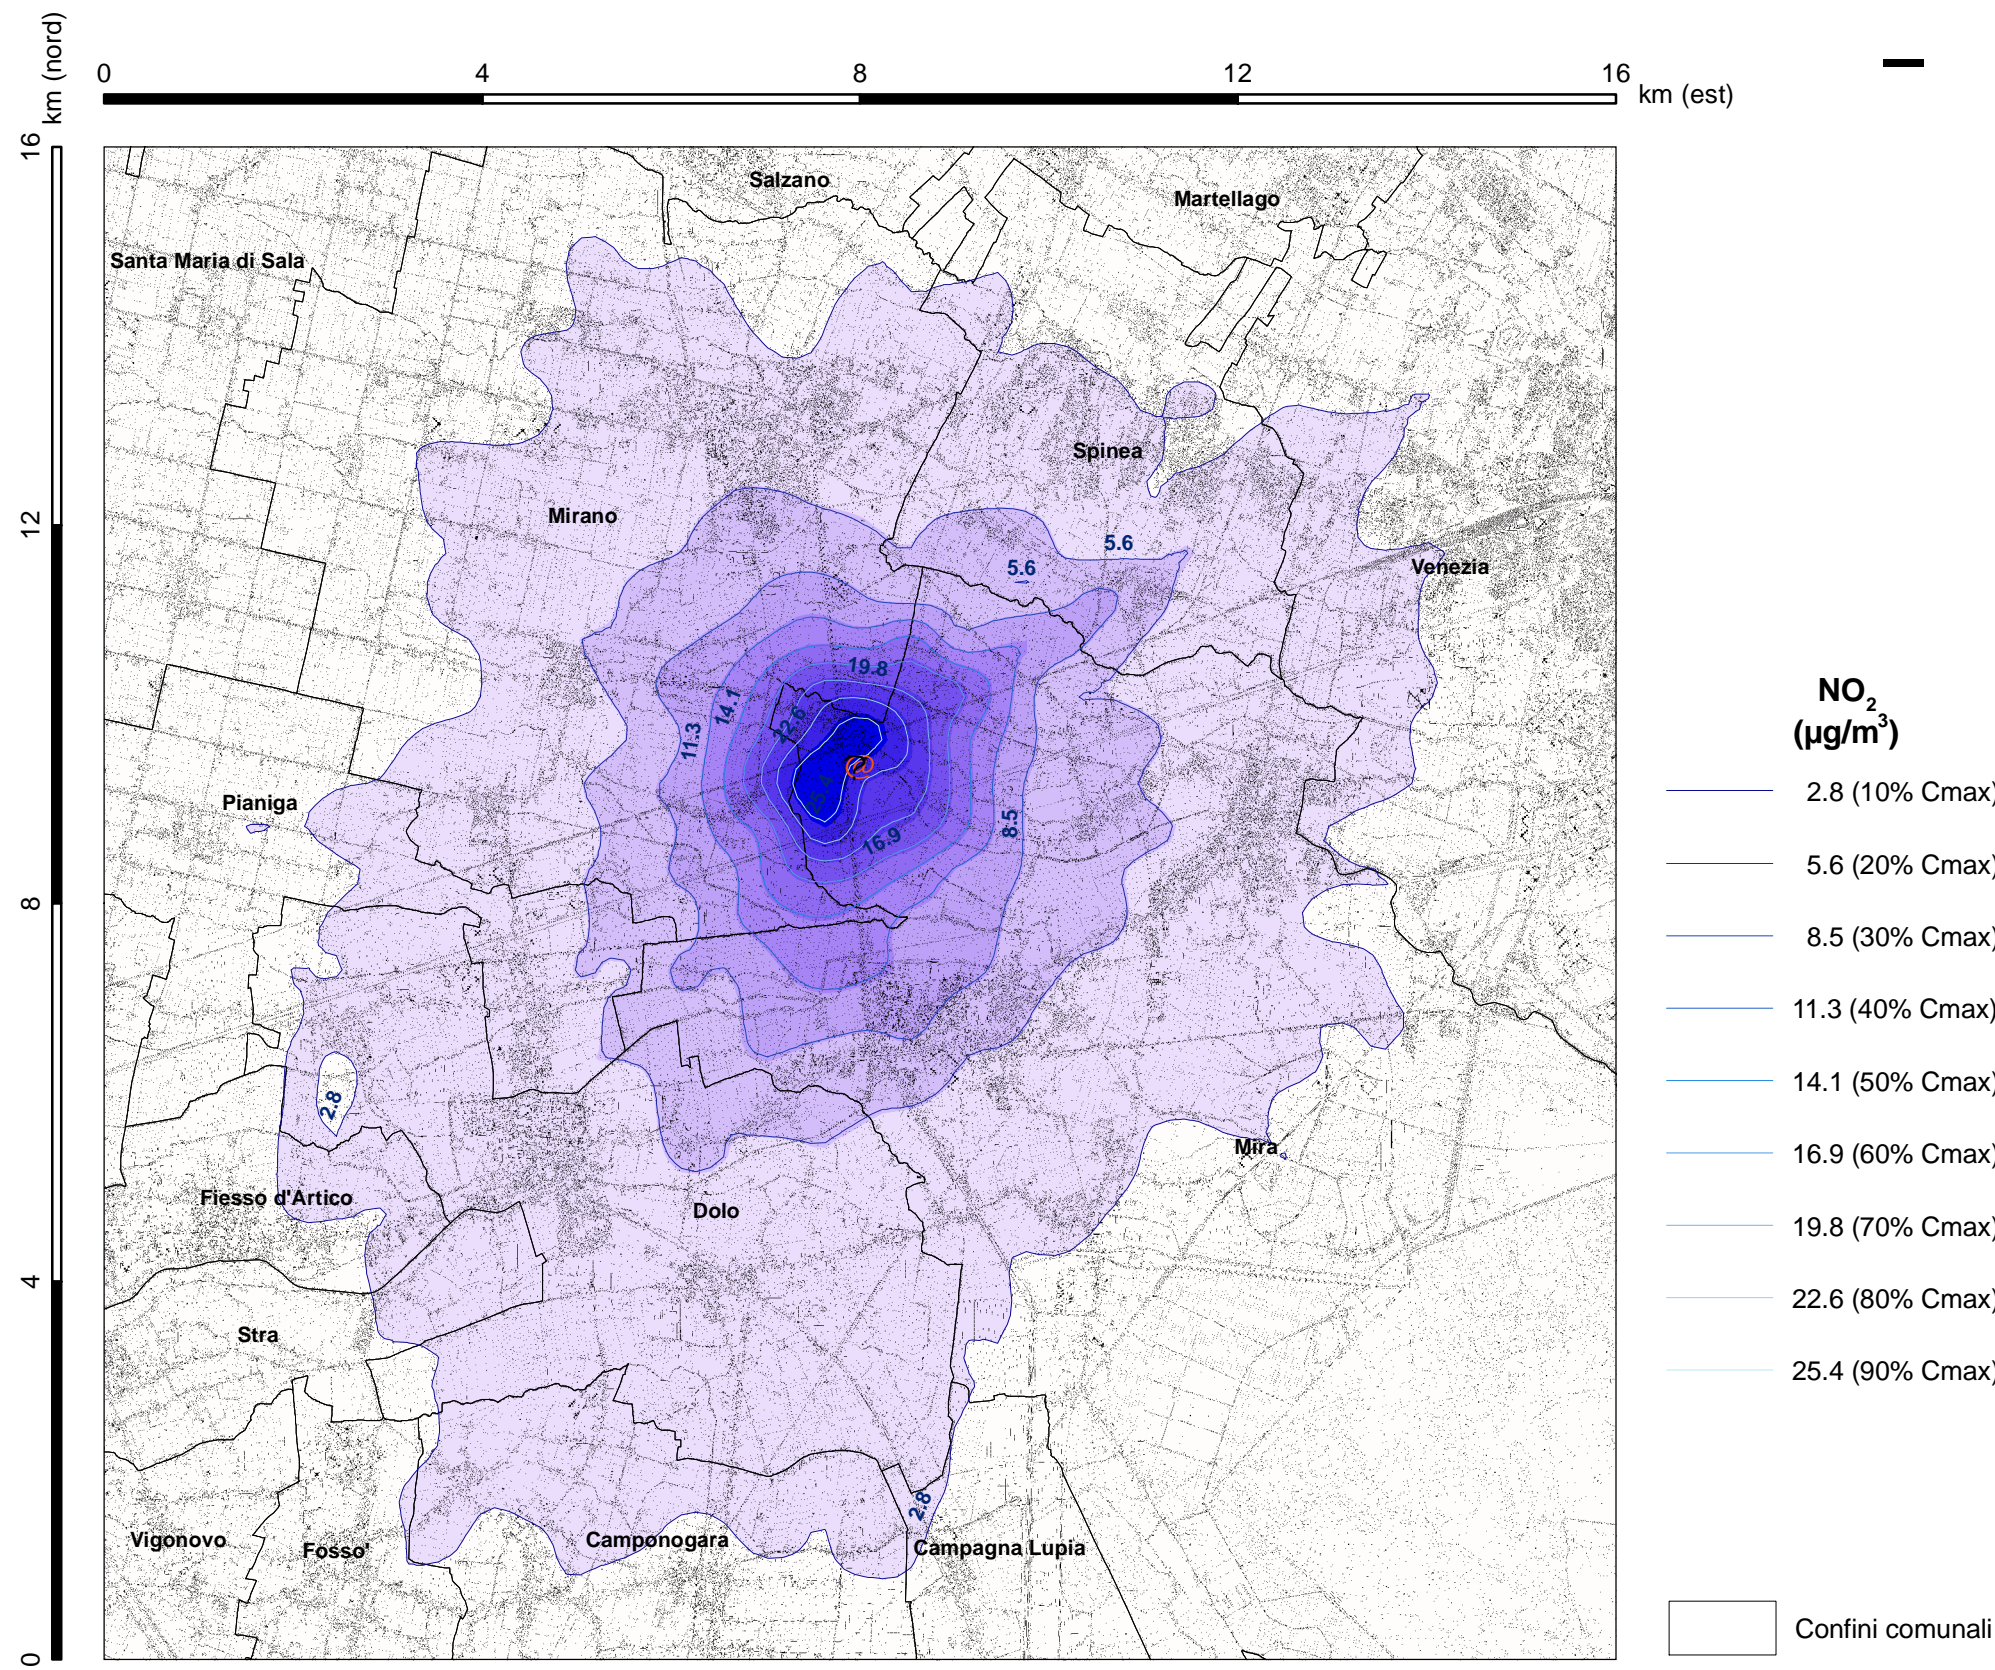 0 4 8 12 16
km (est)
km (nord)
16
12
8
4
0
Salzano
Martellago
Santa Maria di Sala
Spinea
Mirano
5.6
5.6
Venezia
19.8
14.1
22.6
11.3
25.4
Pianiga
8.5
16.9
2.8
Mira
Fiesso d'Artico
Dolo
Stra
2.8
Vigonovo
Fosso'
Camponogara
Campagna Lupia
@
NO2
(µg/m3)
2.8 (10% Cmax)
5.6 (20% Cmax)
8.5 (30% Cmax)
11.3 (40% Cmax)
14.1 (50% Cmax)
16.9 (60% Cmax)
19.8 (70% Cmax)
22.6 (80% Cmax)
25.4 (90% Cmax)
Confini comunali